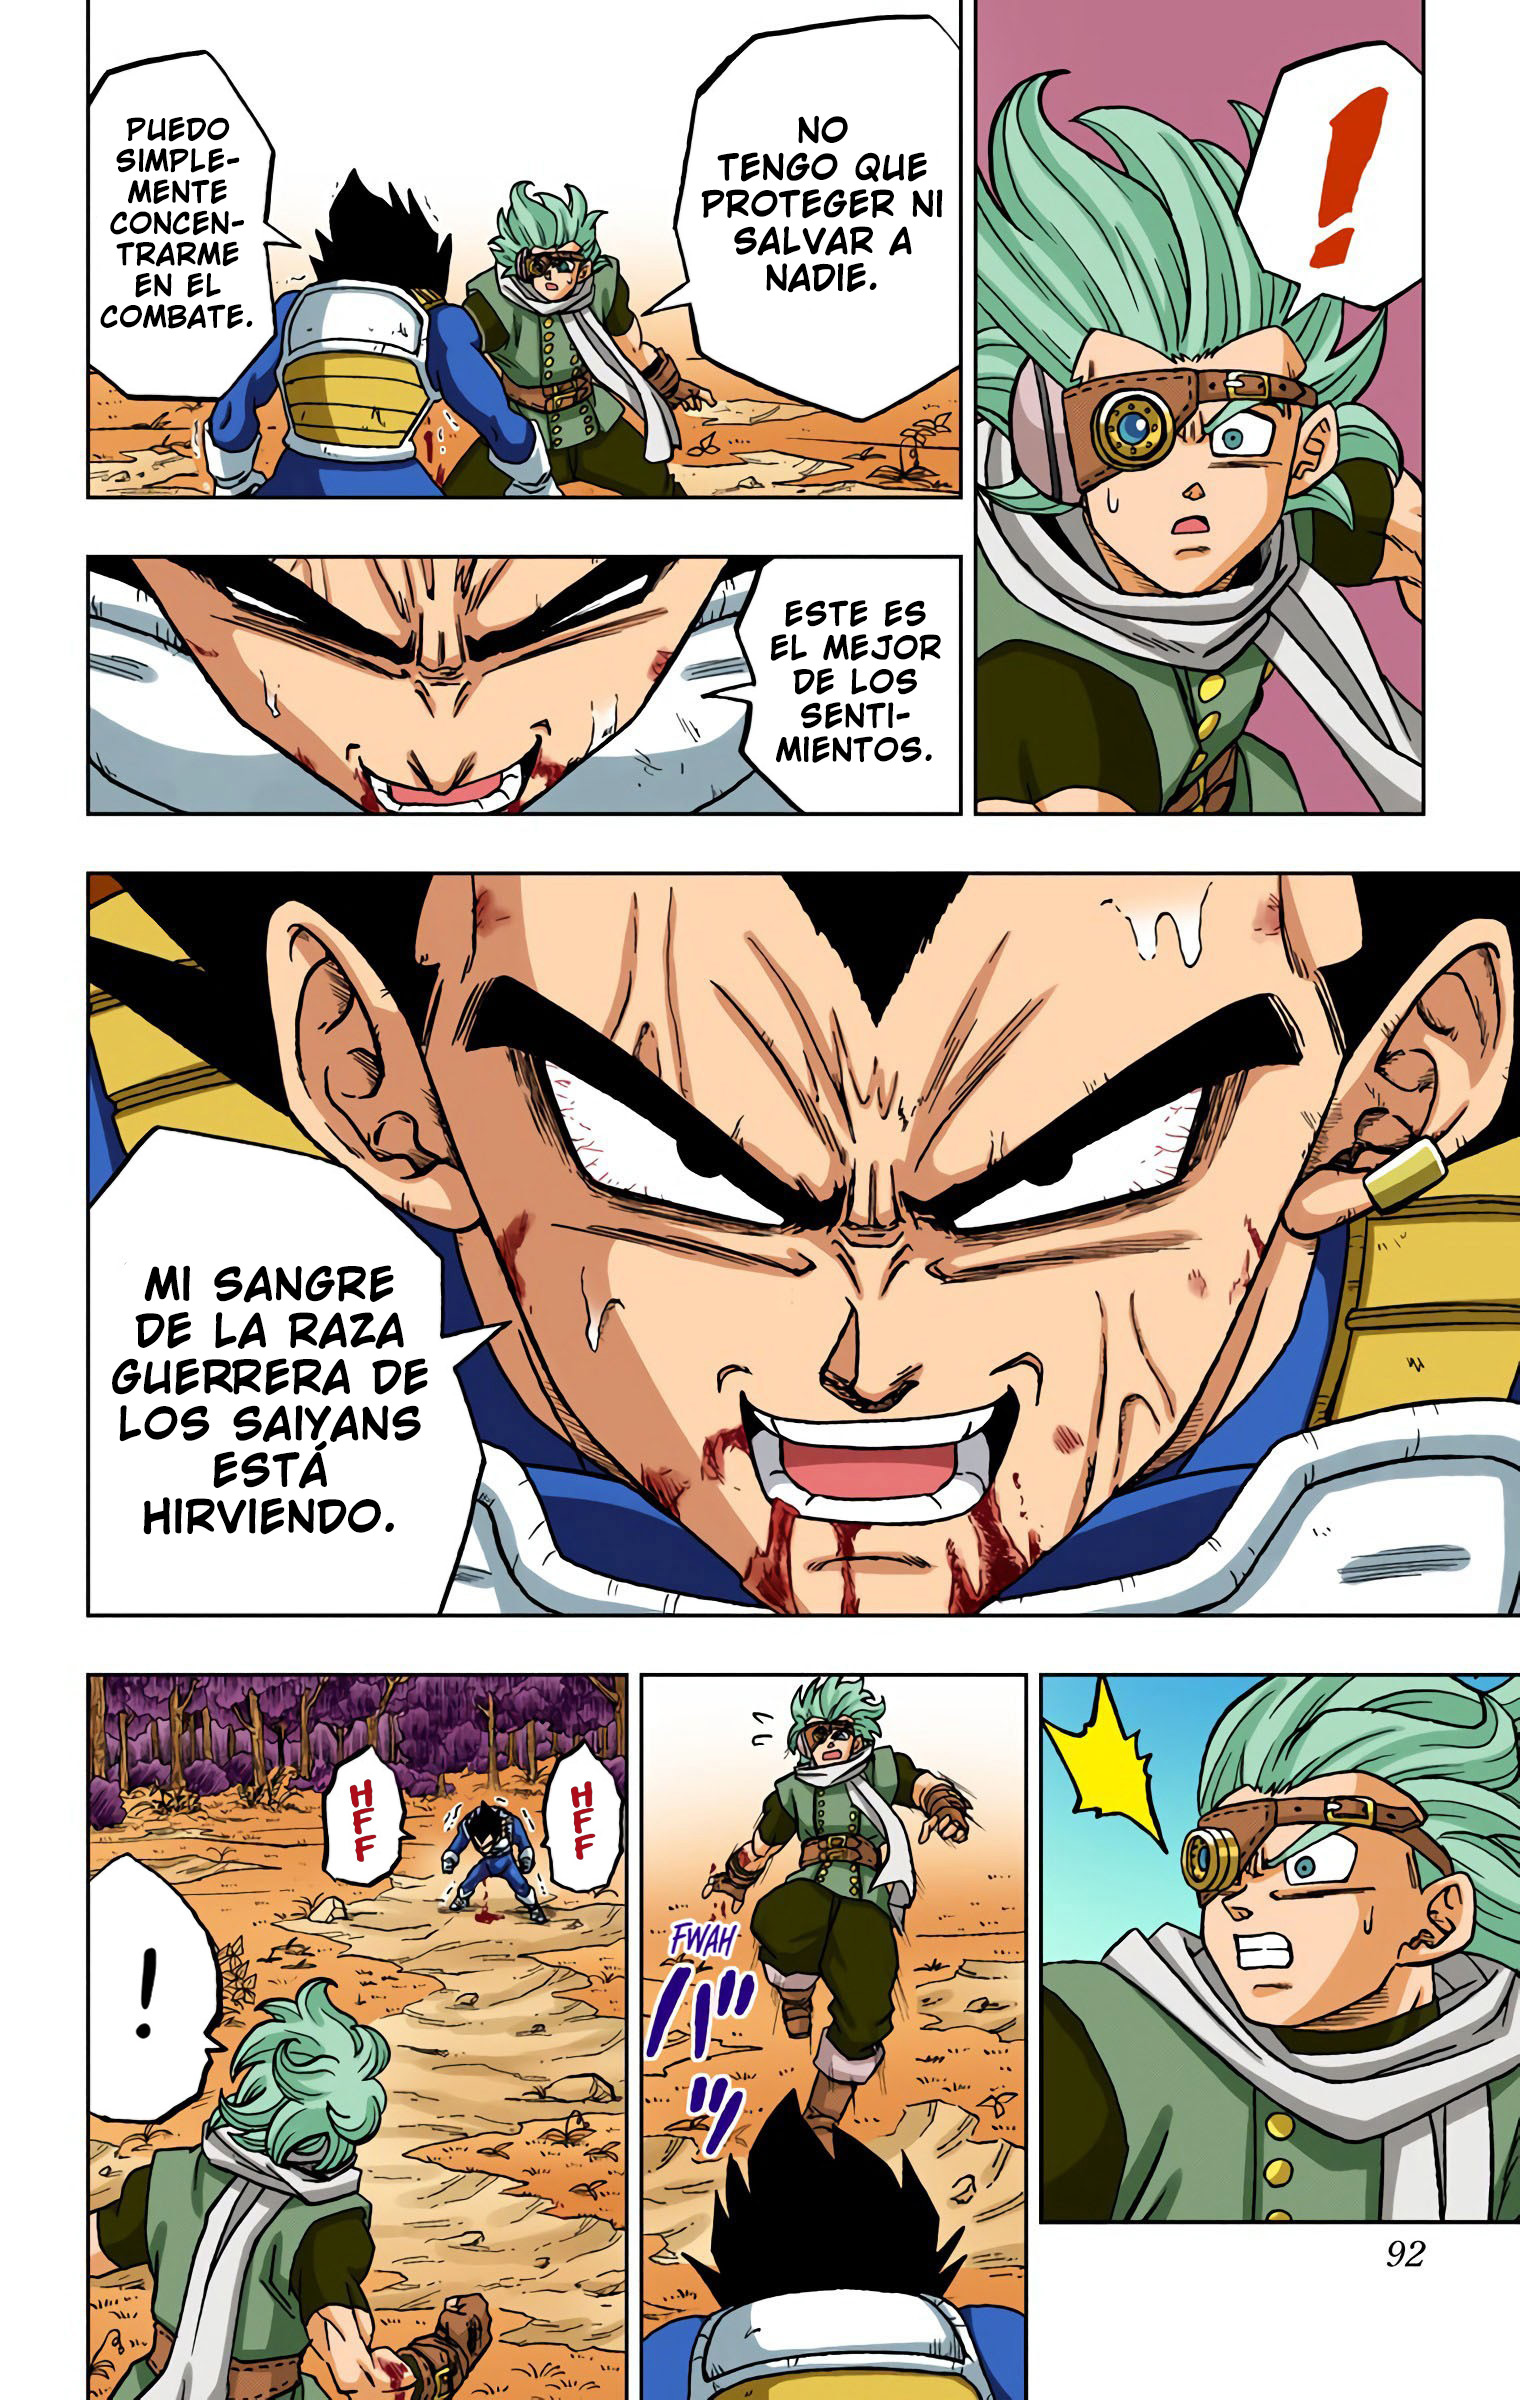 !
NO
TENGO QUE
PROTEGER NI
SALVAR A
NADIE.
PUEDO
SIMPLE-
MENTE
CONCEN-
TRARME
EN EL
COMBATE.
ESTE ES
EL MEJOR
DE LOS
SENTI-
MIENTOS.
MI SANGRE
DE LA RAZA
GUERRERA DE
LOS SAIYANS
ESTÁ
HIRVIENDO.
FWAH
バッ
HFF
HFF
!
92